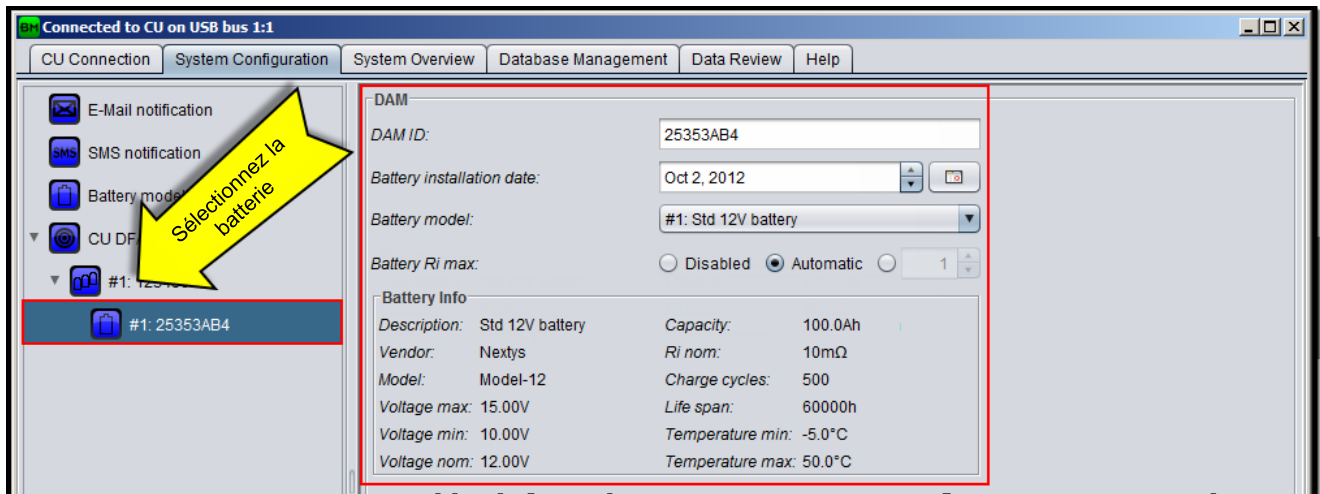 BM Connected to CU on USB bus 1:1
CU Connection System Configuration System Overview Database Management Data Review Help
E-Mail notification
SMS SMS notification
Battery
CU
#1:
#1: 25353AB4
Sélectionnez la
batterie
DAM
DAM ID: 25353AB4
Battery installation date: Oct 2, 2012
Battery model: #1: Std 12V battery
Battery Ri max: Disabled Automatic 1
Battery Info
Description: Std 12V battery Capacity: 100.0Ah
Vendor: Nextys Ri nom: 10mΩ
Model: Model-12 Charge cycles: 500
Voltage max: 15.00V Life span: 60000h
Voltage min: 10.00V Temperature min: -5.0°C
Voltage nom: 12.00V Temperature max: 50.0°C